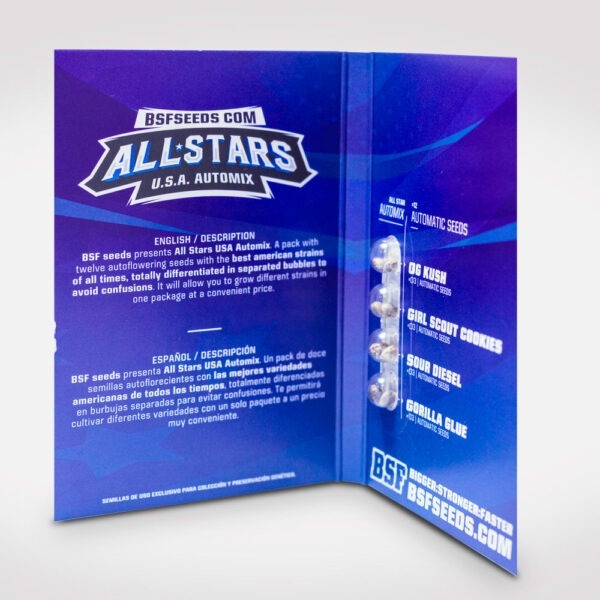 BSFSEEDS COM
ALL★STARS
U.S.A. AUTOMIX
ENGLISH / DESCRIPTION
BSF seeds presents All Stars USA Automix. A pack with
twelve autoflowering seeds with the best american strains
of all times, totally differentiated in separated bubbles to
avoid confusions. It will allow you to grow different strains in
one package at a convenient price.
ESPAÑOL / DESCRIPCIÓN
BSF seeds presenta All Stars USA Automix. Un pack de doce
semillas autoflorecientes con las mejores variedades
americanas de todos los tiempos, totalmente diferenciadas
en burbujas separadas para evitar confusiones. Te permitirá
cultivar diferentes variedades con un solo paquete a un precio
muy conveniente.
SEMILLAS DE USO EXCLUSIVO PARA COLECCIÓN Y PRESERVACIÓN GENÉTICA.
ALL STAR
AUTOMIX
+12
AUTOMATIC SEEDS
OG KUSH
+03 | AUTOMATIC SEEDS
GIRL SCOUT COOKIES
+03 | AUTOMATIC SEEDS
SOUR DIESEL
+03 | AUTOMATIC SEEDS
GORILLA GLUE
+03 | AUTOMATIC SEEDS
BSF
BIGGER:STRONGER:FASTER
BSFSEEDS.COM